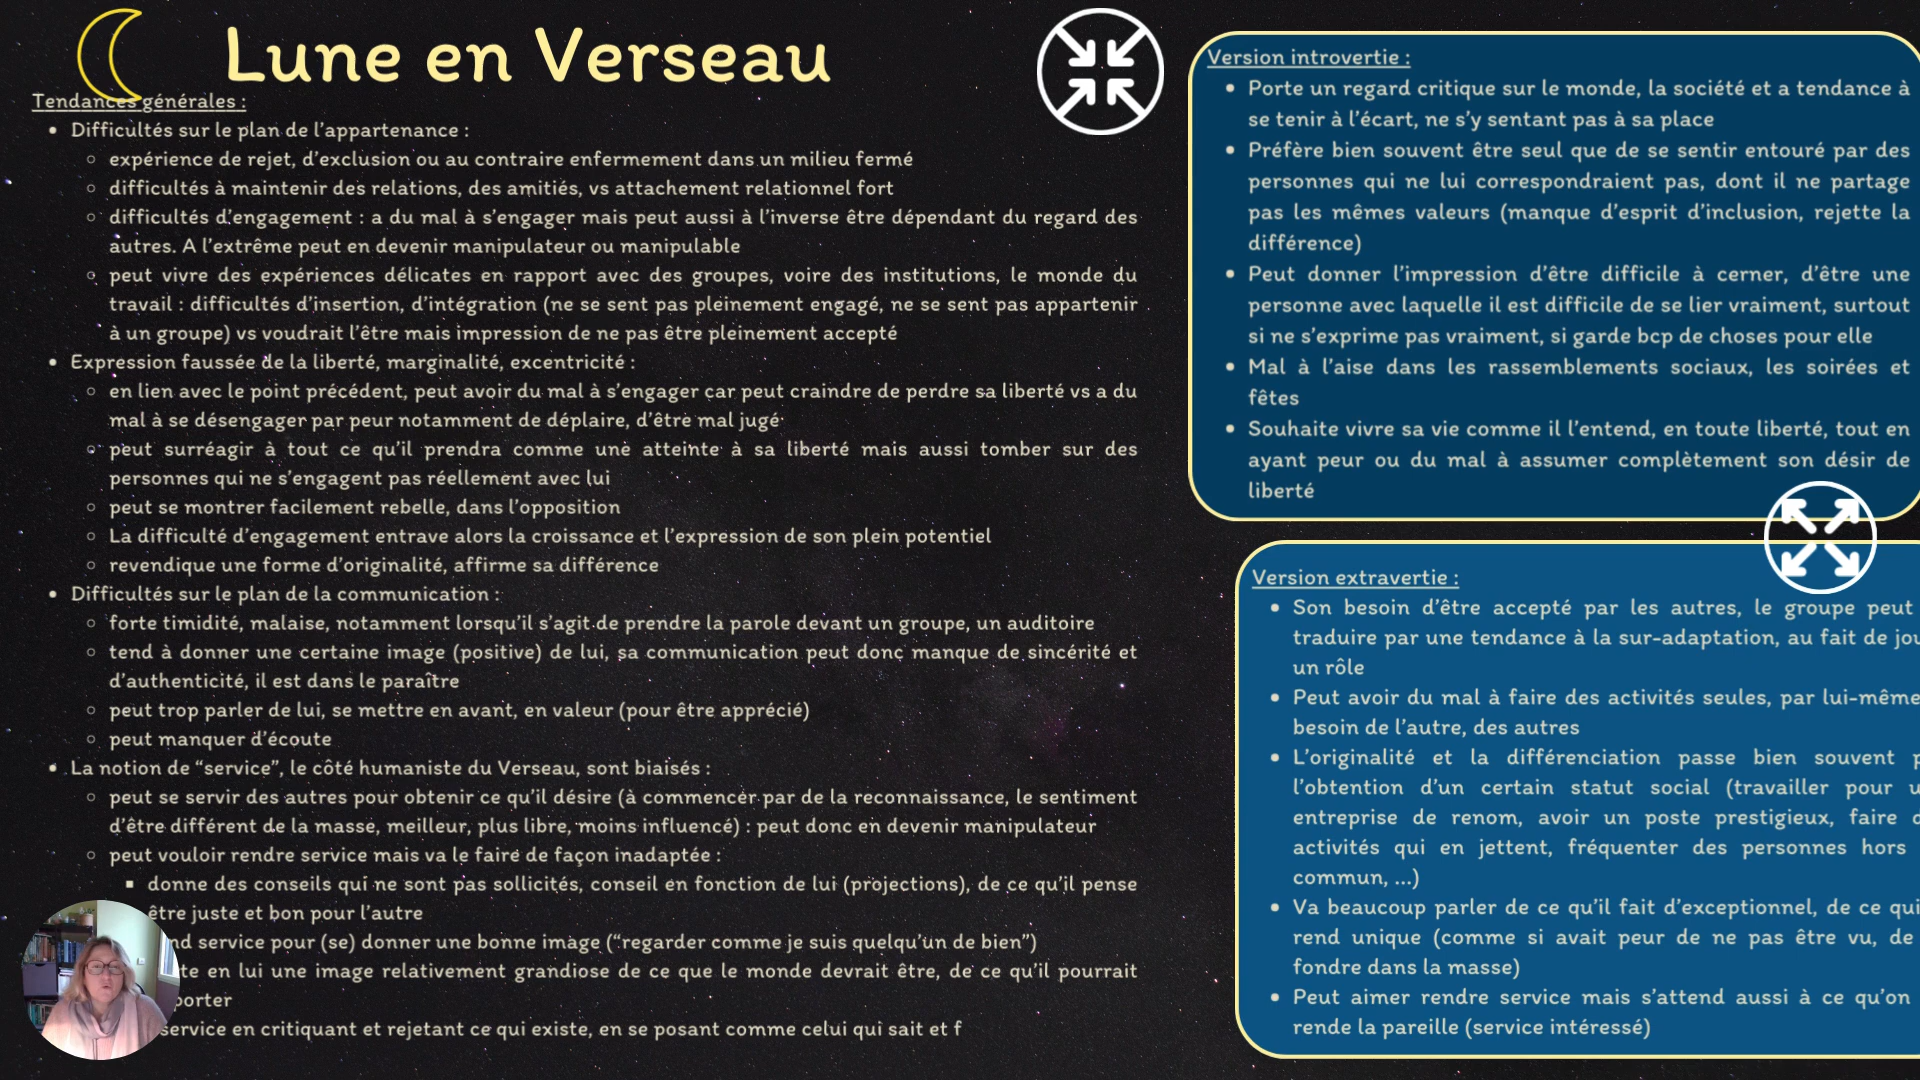 Lune en Verseau
Tendances générales :
• Difficultés sur le plan de l'appartenance :
◦ expérience de rejet, d'exclusion ou au contraire enfermement dans un milieu fermé
◦ difficultés à maintenir des relations, des amitiés, vs attachement relationnel fort
◦ difficultés d'engagement : a du mal à s'engager mais peut aussi à l'inverse être dépendant du regard des
autres. A l'extrême peut en devenir manipulateur ou manipulable
◦ peut vivre des expériences délicates en rapport avec des groupes, voire des institutions, le monde du
travail : difficultés d'insertion, d'intégration (ne se sent pas pleinement engagé, ne se sent pas appartenir
à un groupe) vs voudrait l'être mais impression de ne pas être pleinement accepté
• Expression faussée de la liberté, marginalité, excentricité :
◦ en lien avec le point précédent, peut avoir du mal à s'engager car peut craindre de perdre sa liberté vs a du
mal à se désengager par peur notamment de déplaire, d'être mal jugé
◦ peut surréagir à tout ce qu'il prendra comme une atteinte à sa liberté mais aussi tomber sur des
personnes qui ne s'engagent pas réellement avec lui
◦ peut se montrer facilement rebelle, dans l'opposition
◦ La difficulté d'engagement entrave alors la croissance et l'expression de son plein potentiel
◦ revendique une forme d'originalité, affirme sa différence
• Difficultés sur le plan de la communication :
◦ forte timidité, malaise, notamment lorsqu'il s'agit de prendre la parole devant un groupe, un auditoire
◦ tend à donner une certaine image (positive) de lui, sa communication peut donc manque de sincérité et
d'authenticité, il est dans le paraître
◦ peut trop parler de lui, se mettre en avant, en valeur (pour être apprécié)
◦ peut manquer d'écoute
• La notion de “service”, le côté humaniste du Verseau, sont biaisés :
◦ peut se servir des autres pour obtenir ce qu'il désire (à commencer par de la reconnaissance, le sentiment
d'être différent de la masse, meilleur, plus libre, moins influencé) : peut donc en devenir manipulateur
◦ peut vouloir rendre service mais va le faire de façon inadaptée :
▪ donne des conseils qui ne sont pas sollicités, conseil en fonction de lui (projections), de ce qu'il pense
être juste et bon pour l'autre
nd service pour (se) donner une bonne image (“regarder comme je suis quelqu'un de bien”)
te en lui une image relativement grandiose de ce que le monde devrait être, de ce qu'il pourrait
porter
service en critiquant et rejetant ce qui existe, en se posant comme celui qui sait et f
Version introvertie :
• Porte un regard critique sur le monde, la société et a tendance à
se tenir à l'écart, ne s'y sentant pas à sa place
• Préfère bien souvent être seul que de se sentir entouré par des
personnes qui ne lui correspondraient pas, dont il ne partage
pas les mêmes valeurs (manque d'esprit d'inclusion, rejette la
différence)
• Peut donner l'impression d'être difficile à cerner, d'être une
personne avec laquelle il est difficile de se lier vraiment, surtout
si ne s'exprime pas vraiment, si garde bcp de choses pour elle
• Mal à l'aise dans les rassemblements sociaux, les soirées et
fêtes
• Souhaite vivre sa vie comme il l'entend, en toute liberté, tout en
ayant peur ou du mal à assumer complètement son désir de
liberté
Version extravertie :
• Son besoin d'être accepté par les autres, le groupe peut
traduire par une tendance à la sur-adaptation, au fait de jou
un rôle
• Peut avoir du mal à faire des activités seules, par lui-même
besoin de l'autre, des autres
• L'originalité et la différenciation passe bien souvent p
l'obtention d'un certain statut social (travailler pour u
entreprise de renom, avoir un poste prestigieux, faire d
activités qui en jettent, fréquenter des personnes hors
commun, ...)
• Va beaucoup parler de ce qu'il fait d'exceptionnel, de ce qui
rend unique (comme si avait peur de ne pas être vu, de
fondre dans la masse)
• Peut aimer rendre service mais s'attend aussi à ce qu'on
rende la pareille (service intéressé)